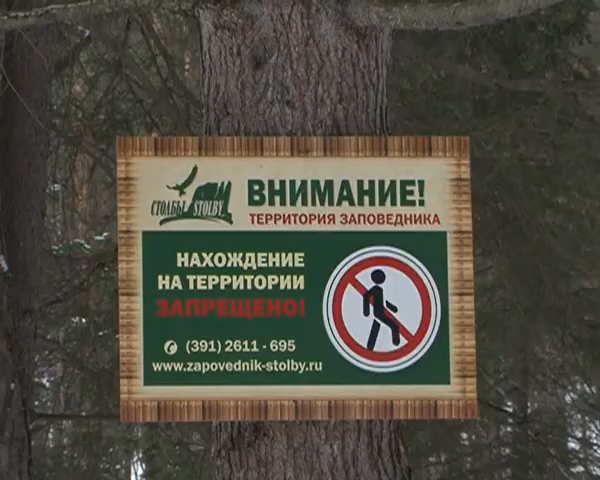 СТОЛБЫ STOLBY
ВНИМАНИЕ!
ТЕРРИТОРИЯ ЗАПОВЕДНИКА
НАХОЖДЕНИЕ
НА ТЕРРИТОРИИ
ЗАПРЕЩЕНО!
(391) 2611 - 695
www.zapovednik-stolby.ru